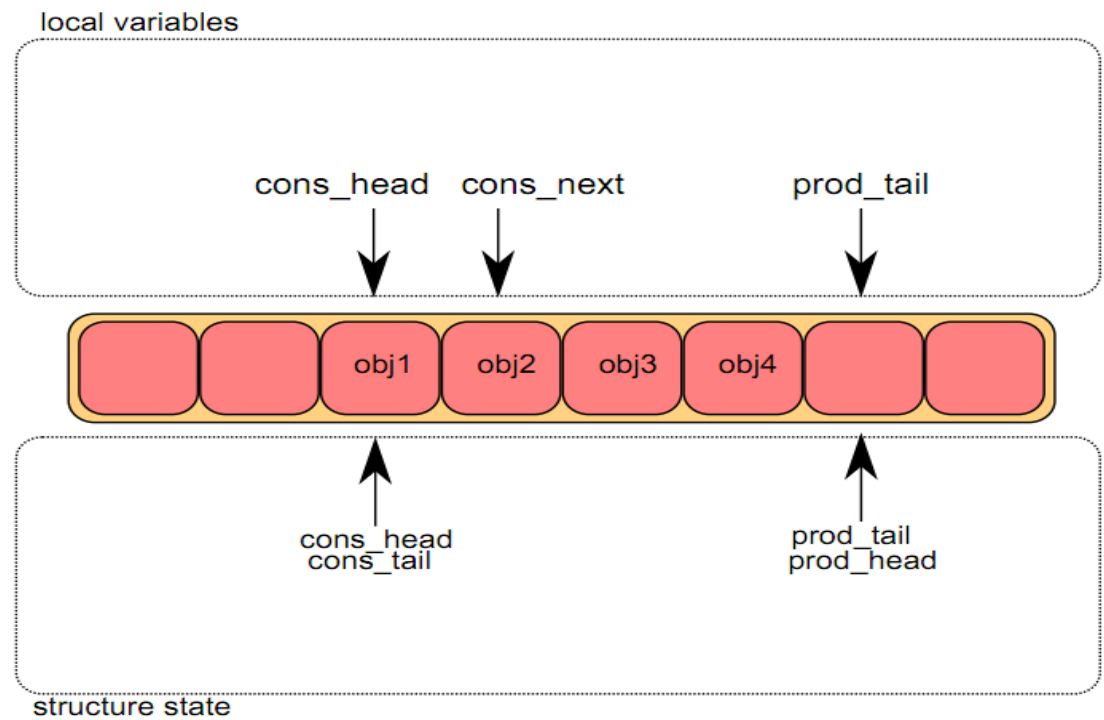 local variables
cons_head cons_next prod_tail
obj1 obj2 obj3 obj4
cons_head prod_tail
cons_tail prod_head
structure state